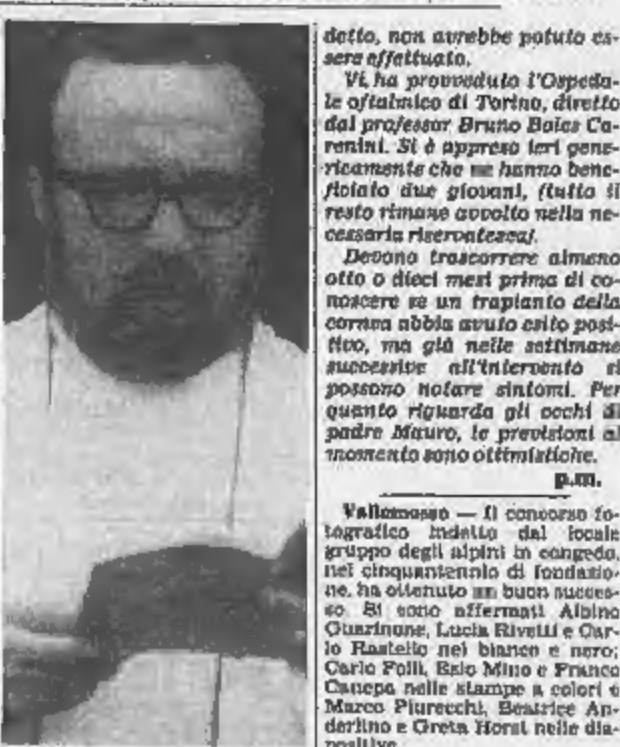 detto, non avrebbe potuto es-
sere effettuato.
Vi ha provveduto l'Ospeda-
le oftalmico di Torino, diretto
dal professor Bruno Boles Ca-
renini. Si è appreso ieri gene-
ricamente che ne hanno bene-
ficiato due giovani, (tutto il
resto rimane avvolto nella ne-
cessaria riservatezza).
Devono trascorrere almeno
otto o dieci mesi prima di co-
noscere se un trapianto della
cornea abbia avuto esito posi-
tivo, ma già nelle settimane
successive all'intervento si
possono notare sintomi. Per
quanto riguarda gli occhi di
padre Mauro, le previsioni al
momento sono ottimistiche.
p.m.
Vallemosso — Il concorso fo-
tografico indetto dal locale
gruppo degli alpini in congedo,
nel cinquantennio di fondazio-
ne, ha ottenuto un buon succes-
so. Si sono affermati Albino
Guarinone, Lucia Rivetti e Car-
lo Rastello nel bianco e nero;
Carlo Polli, Ezio Mino e Franco
Canepa nelle stampe a colori e
Marco Piurecchi, Beatrice An-
derlino e Greta Horst nelle dia-
positive.